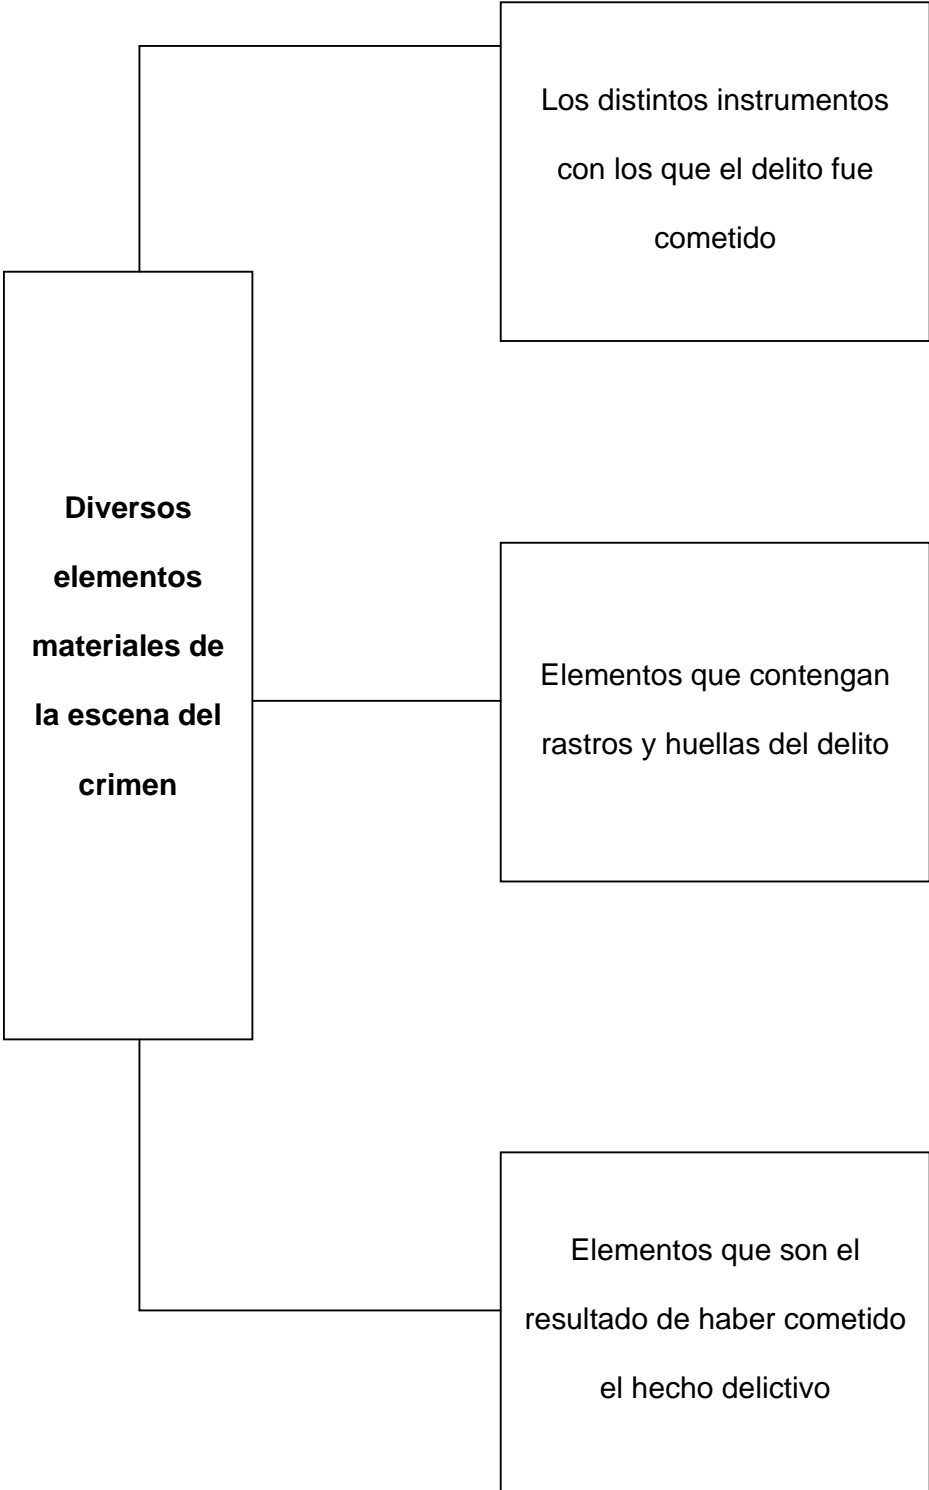 Los distintos instrumentos
con los que el delito fue
cometido
Diversos
elementos
materiales de
la escena del
crimen
Elementos que contengan
rastros y huellas del delito
Elementos que son el
resultado de haber cometido
el hecho delictivo